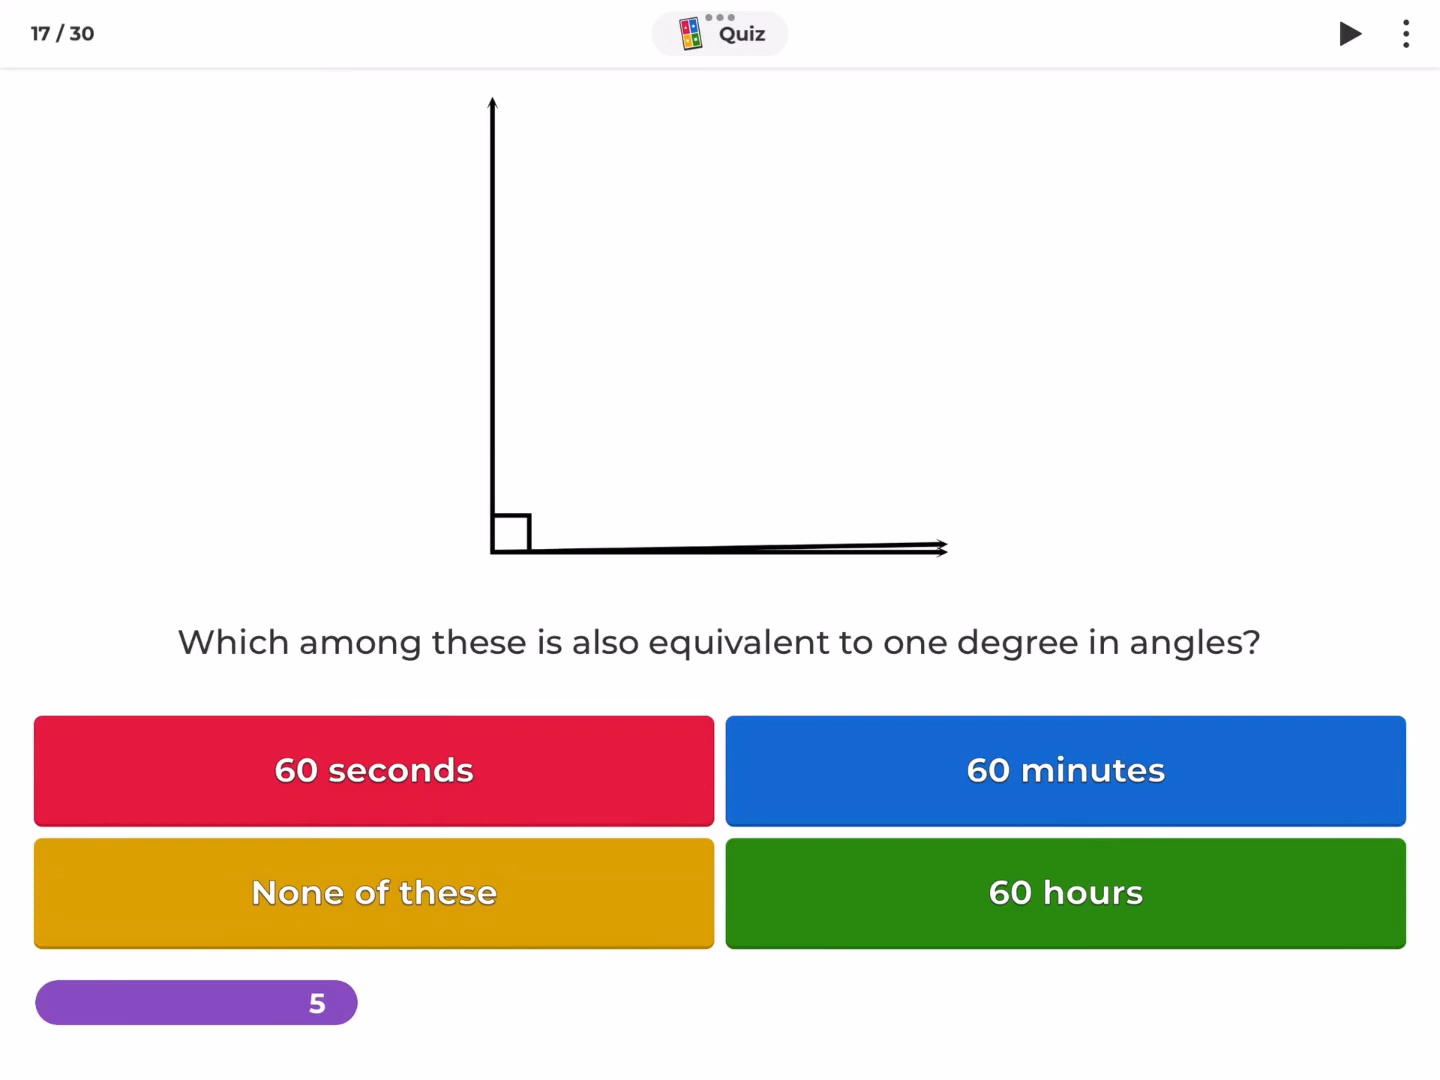 17 / 30
Quiz
Which among these is also equivalent to one degree in angles?
60 seconds
60 minutes
None of these
60 hours
5